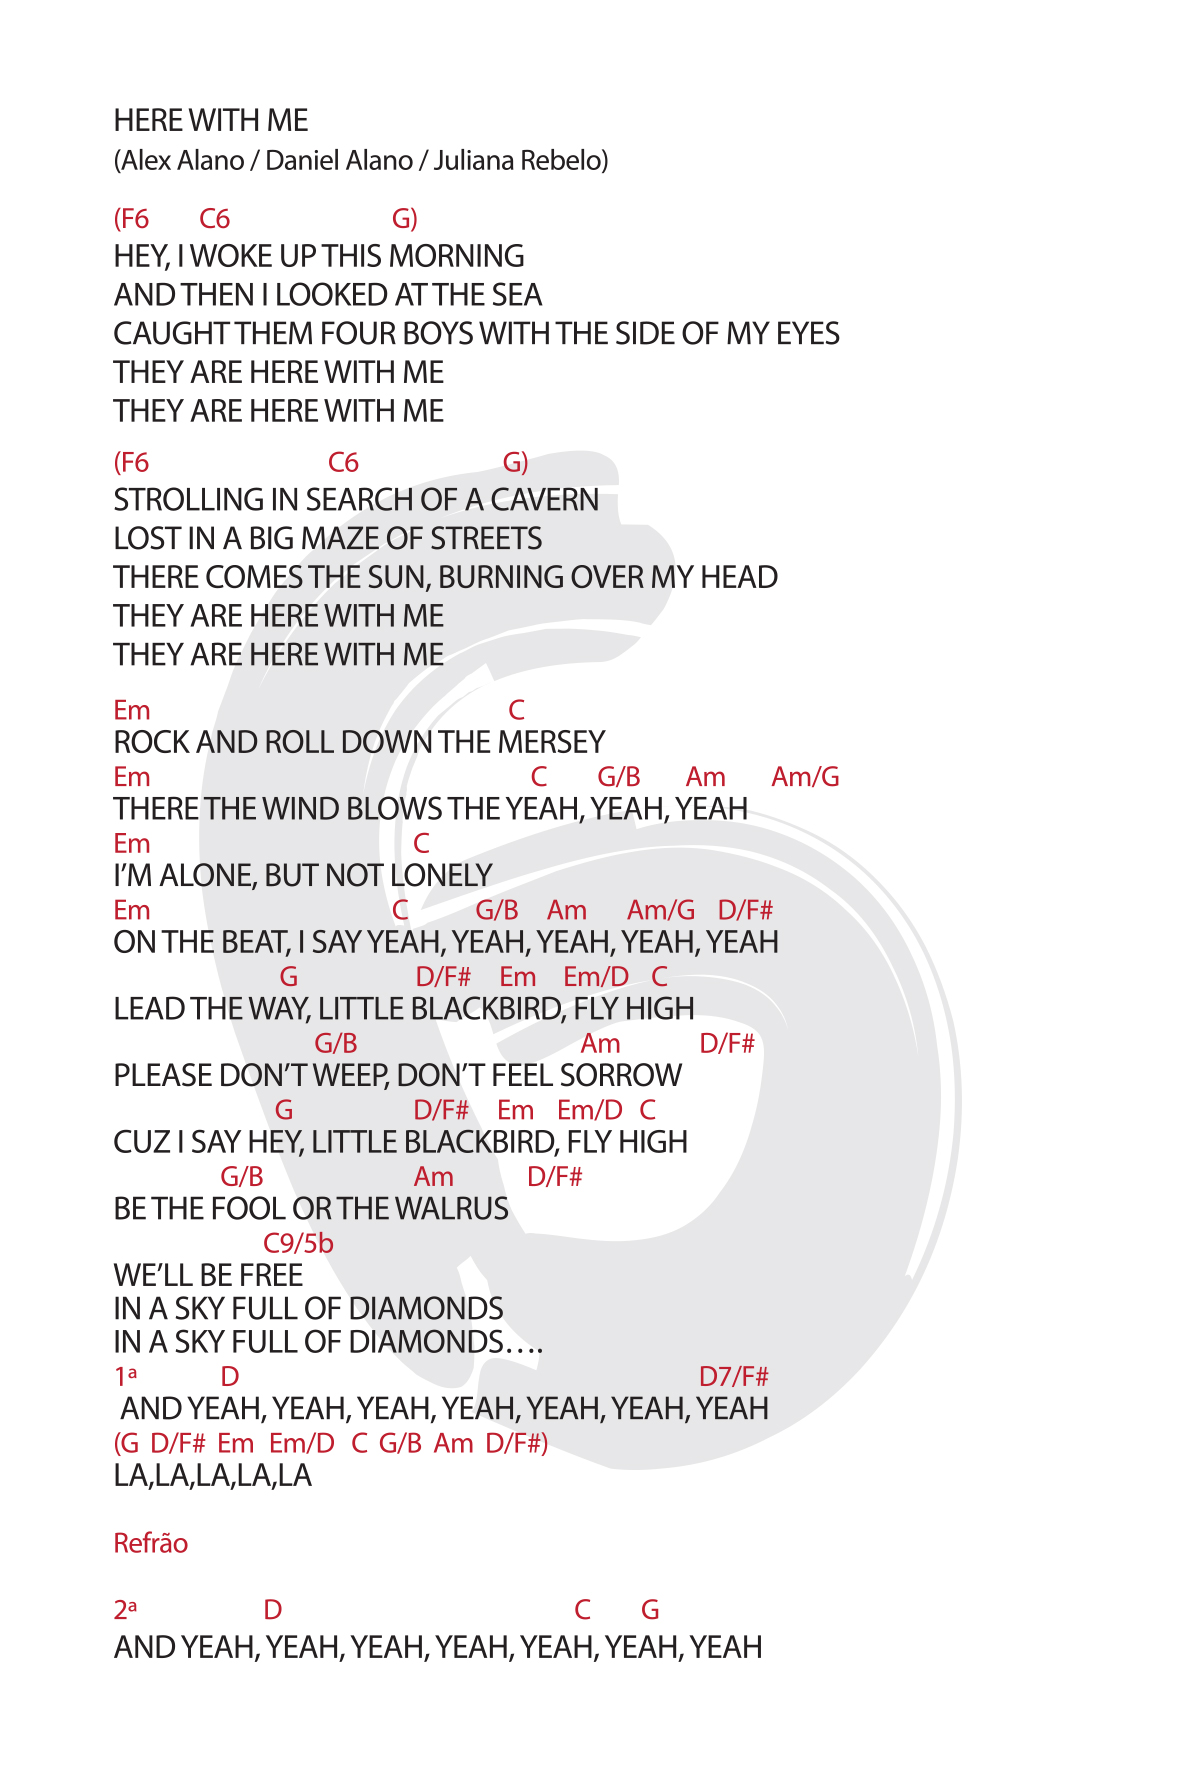 HERE WITH ME
(Alex Alano / Daniel Alano / Juliana Rebelo)
(F6 C6 G)
HEY, I WOKE UP THIS MORNING
AND THEN I LOOKED AT THE SEA
CAUGHT THEM FOUR BOYS WITH THE SIDE OF MY EYES
THEY ARE HERE WITH ME
THEY ARE HERE WITH ME
(F6 C6 G)
STROLLING IN SEARCH OF A CAVERN
LOST IN A BIG MAZE OF STREETS
THERE COMES THE SUN, BURNING OVER MY HEAD
THEY ARE HERE WITH ME
THEY ARE HERE WITH ME
Em C
ROCK AND ROLL DOWN THE MERSEY
Em C G/B Am Am/G
THERE THE WIND BLOWS THE YEAH, YEAH, YEAH
Em C
I'M ALONE, BUT NOT LONELY
Em C G/B Am Am/G D/F#
ON THE BEAT, I SAY YEAH, YEAH, YEAH, YEAH, YEAH
G D/F# Em Em/D C
LEAD THE WAY, LITTLE BLACKBIRD, FLY HIGH
G/B Am D/F#
PLEASE DON'T WEEP, DON'T FEEL SORROW
G D/F# Em Em/D C
CUZ I SAY HEY, LITTLE BLACKBIRD, FLY HIGH
G/B Am D/F#
BE THE FOOL OR THE WALRUS
C9/5b
WE'LL BE FREE
IN A SKY FULL OF DIAMONDS
IN A SKY FULL OF DIAMONDS….
1ª D D7/F#
AND YEAH, YEAH, YEAH, YEAH, YEAH, YEAH, YEAH
(G D/F# Em Em/D C G/B Am D/F#)
LA,LA,LA,LA,LA
Refrão
2ª D C G
AND YEAH, YEAH, YEAH, YEAH, YEAH, YEAH, YEAH